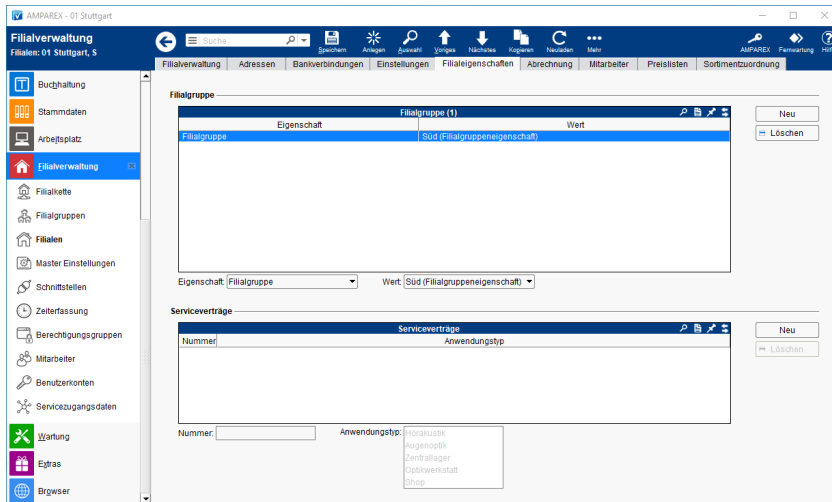 AMPAREX - 01 Stuttgart
Filialverwaltung
Filialen: 01 Stuttgart, S
Suche
Speichern Anlegen Auswahl Voriges Nächstes Kopieren Neuladen Mehr
AMPAREX Fernwartung Hilf
Filialverwaltung Adressen Bankverbindungen Einstellungen Filialeigenschaften Abrechnung Mitarbeiter Preislisten Sortimentzuordnung
Buchhaltung
Stammdaten
Arbeitsplatz
Filialverwaltung
Filialkette
Filialgruppen
Filialen
Master Einstellungen
Schnittstellen
Zeiterfassung
Berechtigungsgruppen
Mitarbeiter
Benutzerkonten
Servicezugangsdaten
Wartung
Extras
Browser
Filialgruppe
Filialgruppe (1)
Eigenschaft Wert
Filialgruppe Süd (Filialgruppeneigenschaft)
Neu
Löschen
Eigenschaft: Filialgruppe Wert: Süd (Filialgruppeneigenschaft)
Serviceverträge
Serviceverträge
Nummer Anwendungstyp
Neu
Löschen
Nummer: Anwendungstyp: Hörakustik
Augenoptik
Zentrallager
Optikwerkstatt
Shop